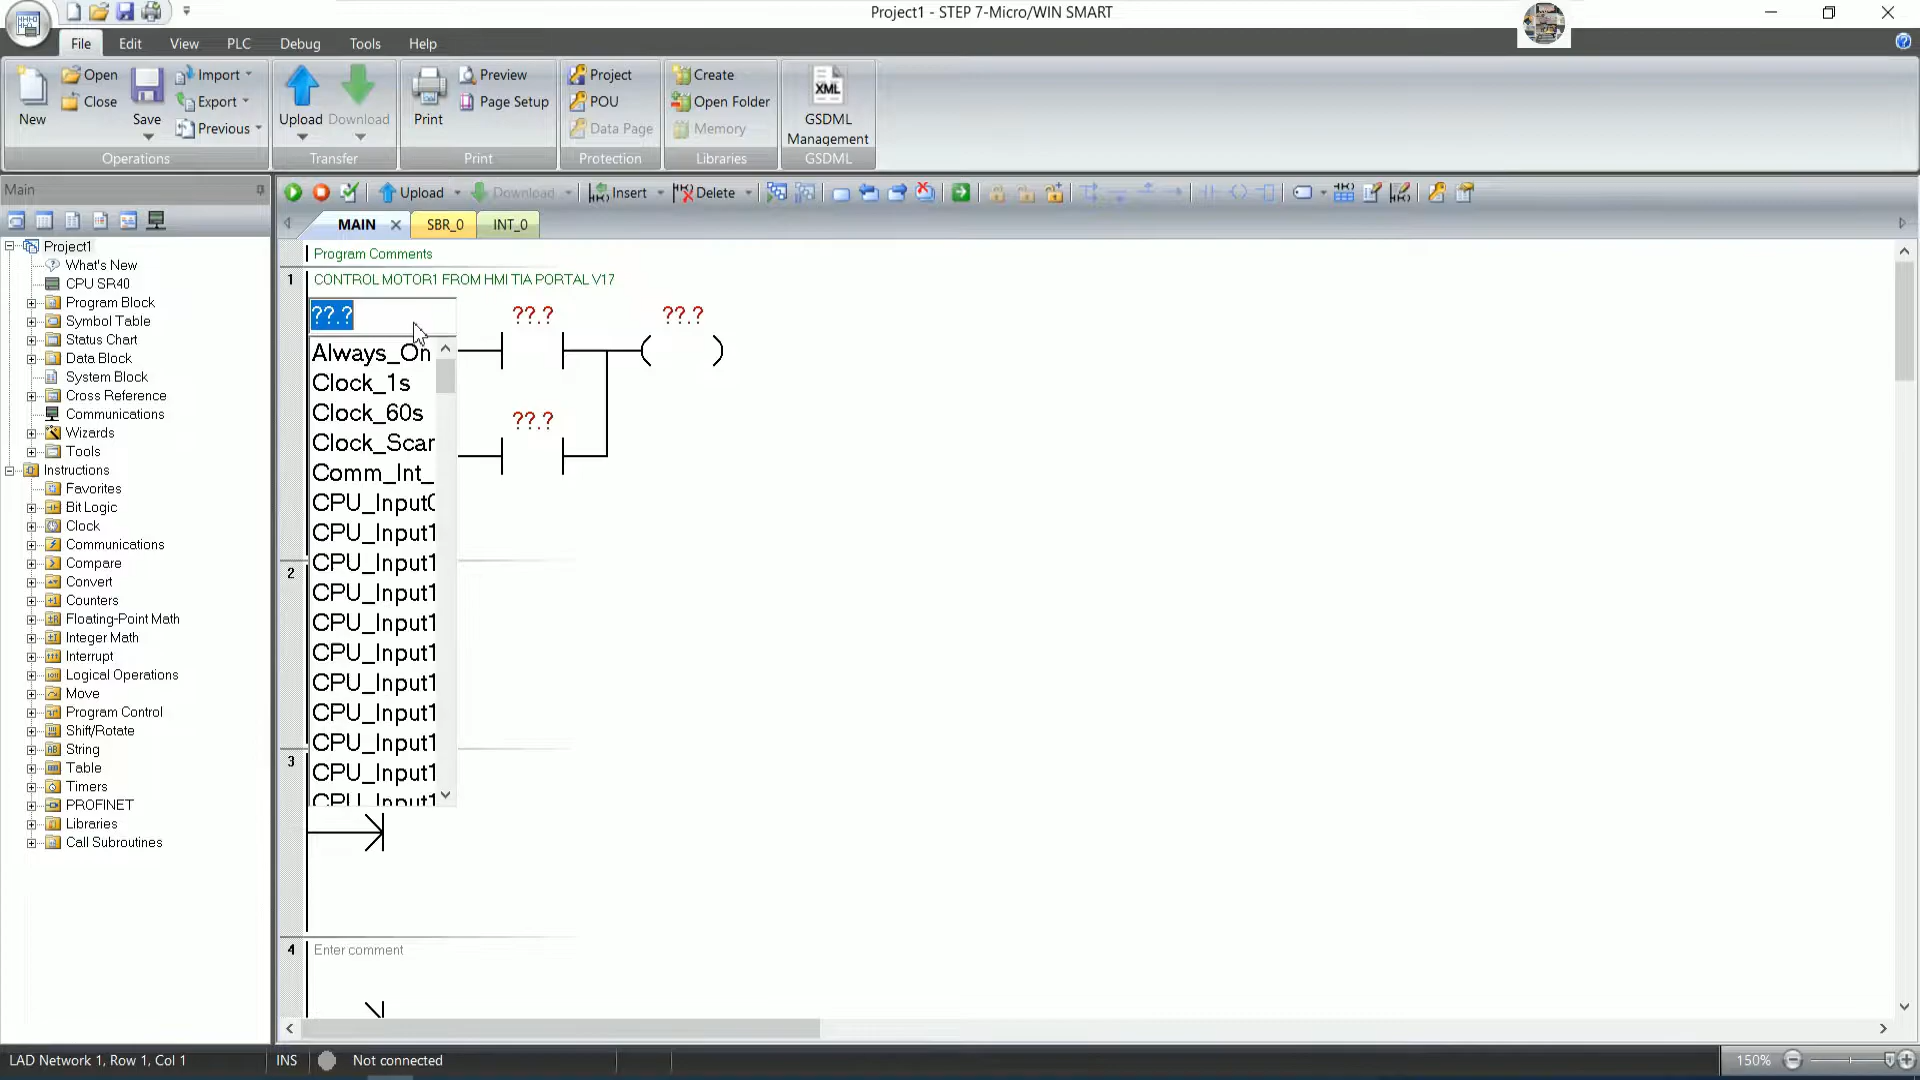 Project1 - STEP 7-Micro/WIN SMART
File Edit View PLC Debug Tools Help
New
Open
Close
Save
Import
Export
Previous
Operations
Upload
Download
Transfer
Print
Preview
Page Setup
Print
Project
POU
Data Page
Protection
Create
Open Folder
Memory
Libraries
XML
GSDML
Management
GSDML
Main
Upload Download Insert Delete
MAIN SBR_0 INT_0
Project1
What's New
CPU SR40
Program Block
Symbol Table
Status Chart
Data Block
System Block
Cross Reference
Communications
Wizards
Tools
Instructions
Favorites
Bit Logic
Clock
Communications
Compare
Convert
Counters
Floating-Point Math
Integer Math
Interrupt
Logical Operations
Move
Program Control
Shift/Rotate
String
Table
Timers
PROFINET
Libraries
Call Subroutines
Program Comments
1 CONTROL MOTOR1 FROM HMI TIA PORTAL V17
??.? ??.? ??.?
??.?
Always_On
Clock_1s
Clock_60s
Clock_Scan
Comm_Int_
CPU_Input0
CPU_Input1
CPU_Input1
CPU_Input1
CPU_Input1
CPU_Input1
CPU_Input1
CPU_Input1
CPU_Input1
CPU_Input1
CPU_Input1
2
3
4 Enter comment
LAD Network 1, Row 1, Col 1 INS Not connected 150%